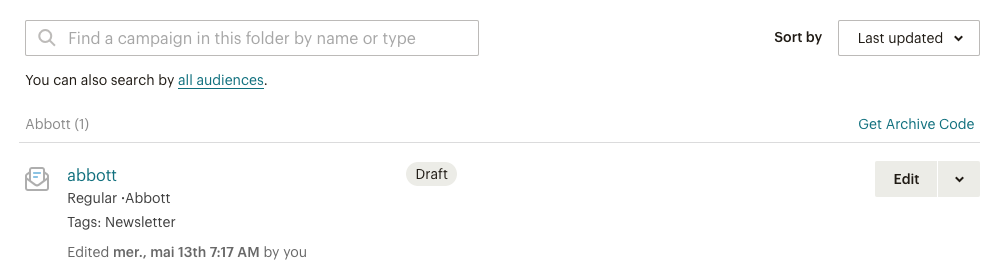 Find a campaign in this folder by name or type
Sort by
Last updated
You can also search by all audiences.
Abbott (1)
Get Archive Code
abbott
Draft
Edit
Regular ·Abbott
Tags: Newsletter
Edited mer., mai 13th 7:17 AM by you